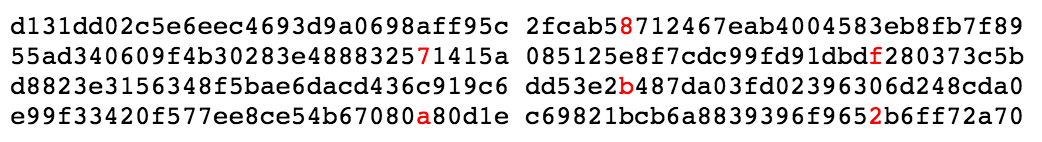 d131dd02c5e6eec4693d9a0698aff95c 2fcab58712467eab4004583eb8fb7f89
55ad340609f4b30283e488832571415a 085125e8f7cdc99fd91dbdf280373c5b
d8823e3156348f5bae6dacd436c919c6 dd53e2b487da03fd02396306d248cda0
e99f33420f577ee8ce54b67080a80d1e c69821bcb6a8839396f9652b6ff72a70